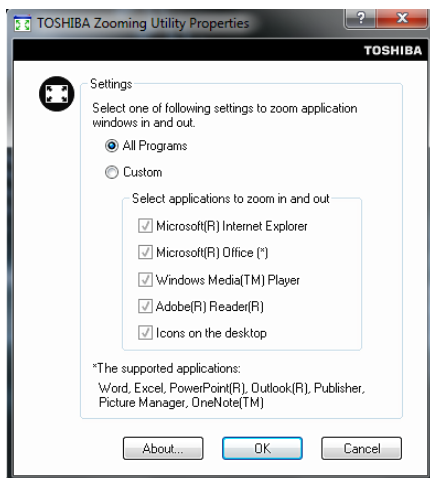 TOSHIBA Zooming Utility Properties
TOSHIBA
Settings
Select one of following settings to zoom application
windows in and out.
All Programs
Custom
Select applications to zoom in and out
Microsoft(R) Internet Explorer
Microsoft(R) Office (*)
Windows Media(TM) Player
Adobe(R) Reader(R)
Icons on the desktop
*The supported applications:
Word, Excel, PowerPoint(R), Outlook(R), Publisher,
Picture Manager, OneNote(TM)
About... OK Cancel